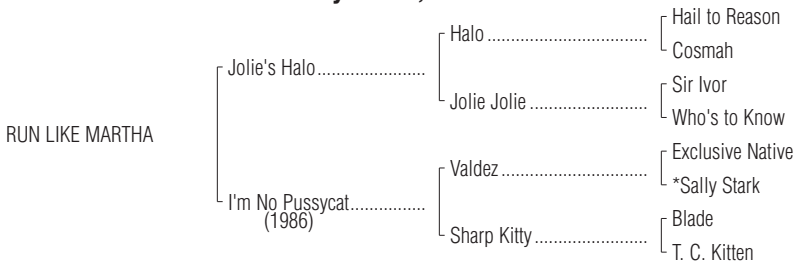 Hail to Reason
Halo ......................................
Cosmah
Jolie's Halo.........................
Sir Ivor
Jolie Jolie ............................
Who's to Know
RUN LIKE MARTHA
Exclusive Native
Valdez...................................
*Sally Stark
I'm No Pussycat..................
(1986)
Blade
Sharp Kitty...........................
T. C. Kitten